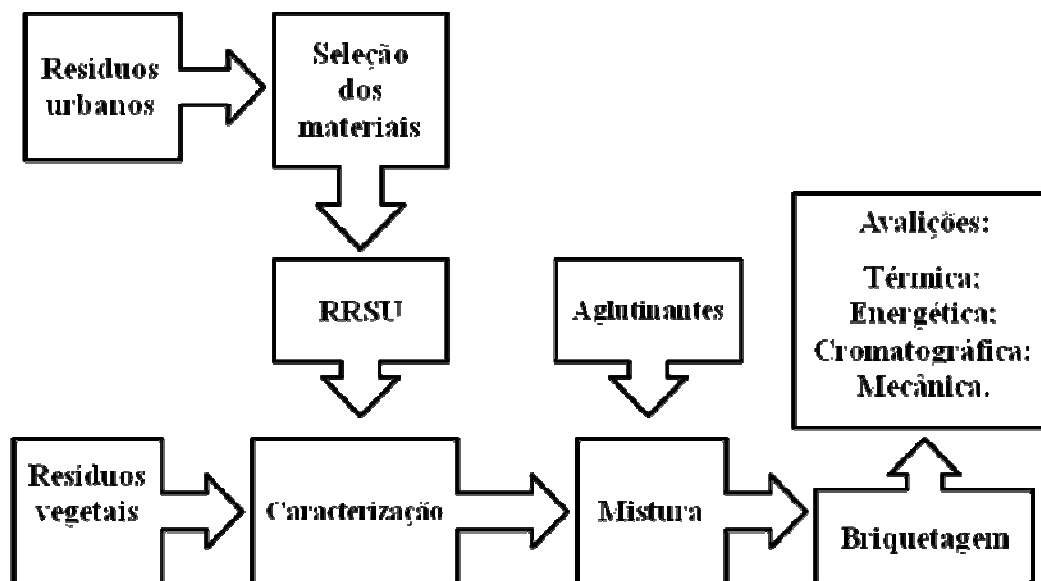 Resíduos
urbanos
Seleção
dos
materiais
RRSU
Aglutinantes
Avalições:
Térmica;
Energética;
Cromatográfica;
Mecânica.
Resíduos
vegetais
Caracterização
Mistura
Briquetagem